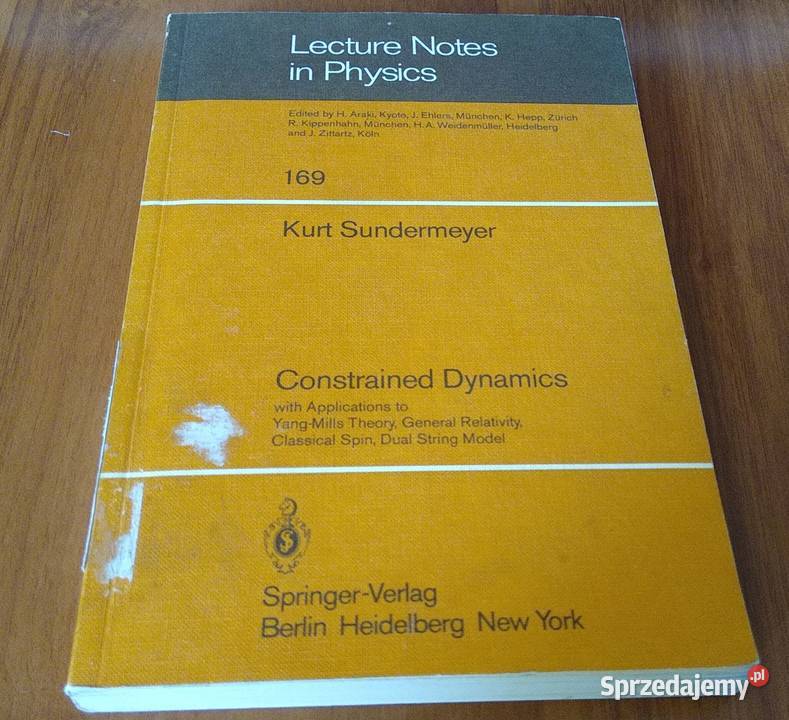 Lecture Notes
in Physics
Edited by H. Araki, Kyoto, J. Ehlers, München, K. Hepp, Zürich
R. Kippenhahn, München, H. A. Weidenmüller, Heidelberg
and J. Zittartz, Köln
169
Kurt Sundermeyer
Constrained Dynamics
with Applications to
Yang-Mills Theory, General Relativity,
Classical Spin, Dual String Model
Springer-Verlag
Berlin Heidelberg New York
Sprzedajemy.pl